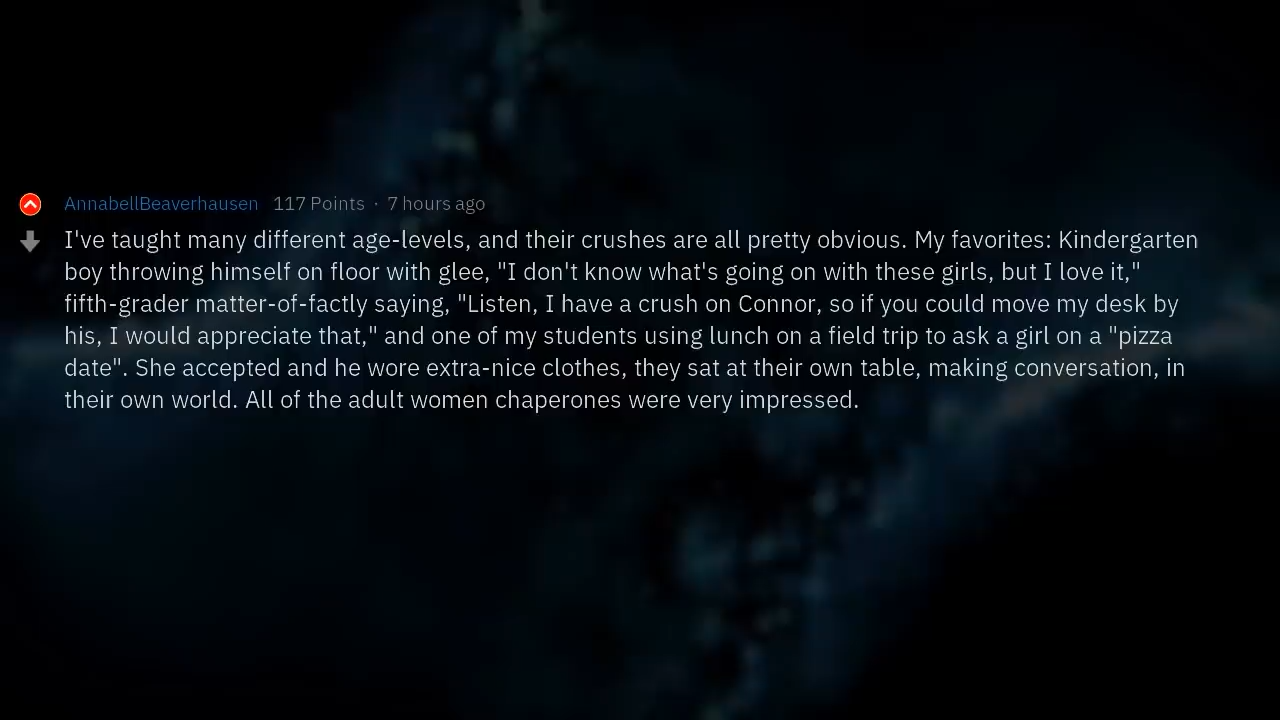 AnnabellBeaverhausen 117 Points · 7 hours ago
I've taught many different age-levels, and their crushes are all pretty obvious. My favorites: Kindergarten
boy throwing himself on floor with glee, "I don't know what's going on with these girls, but I love it,"
fifth-grader matter-of-factly saying, "Listen, I have a crush on Connor, so if you could move my desk by
his, I would appreciate that," and one of my students using lunch on a field trip to ask a girl on a "pizza
date". She accepted and he wore extra-nice clothes, they sat at their own table, making conversation, in
their own world. All of the adult women chaperones were very impressed.